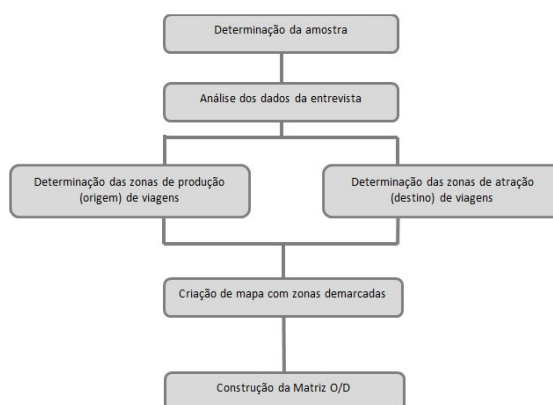 Determinação da amostra
Análise dos dados da entrevista
Determinação das zonas de produção
(origem) de viagens
Determinação das zonas de atração
(destino) de viagens
Criação de mapa com zonas demarcadas
Construção da Matriz O/D